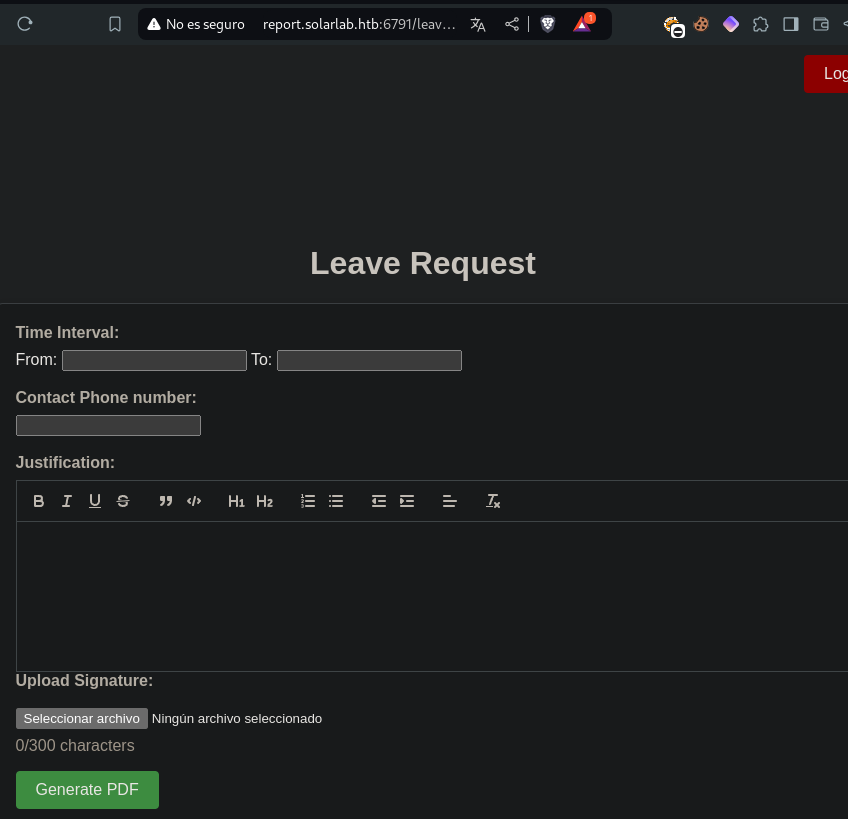 No es seguro report.solarlab.htb:6791/leav… 1
Log
Leave Request
Time Interval:
From: To:
Contact Phone number:
Justification:
B I U S H1 H2
Upload Signature:
Seleccionar archivo Ningún archivo seleccionado
0/300 characters
Generate PDF